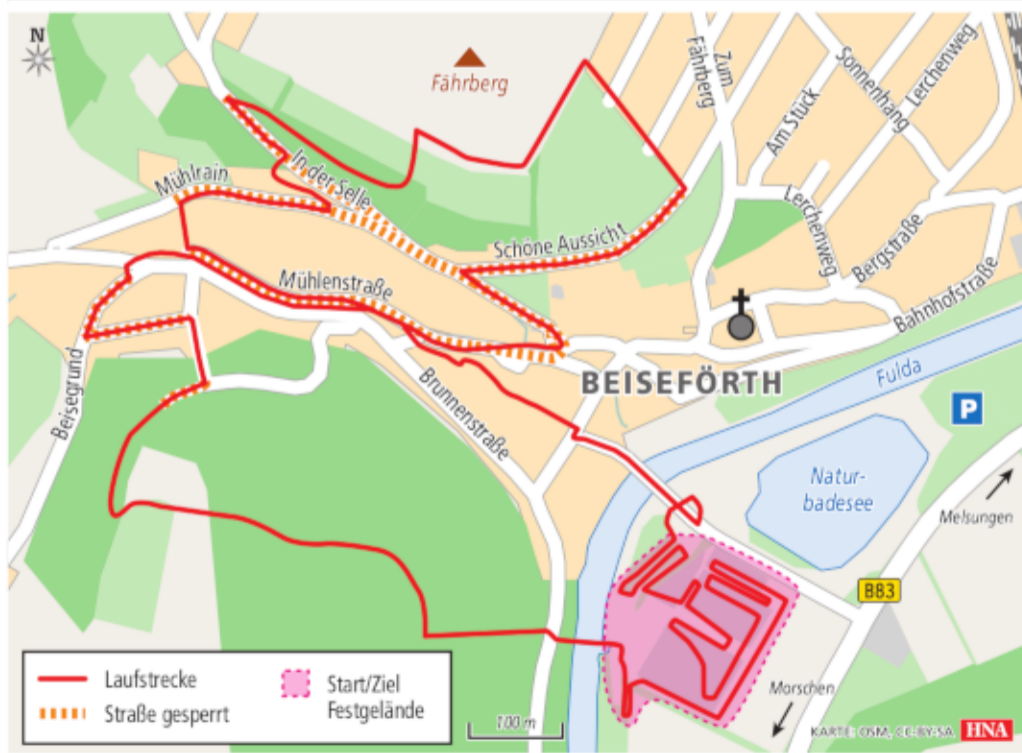 N
Fährberg
Zum
Fährberg
Sonnenhang
Lerchenweg
Am Stück
In der Selle
Mühlrain
Lerchenweg
Schöne Aussicht
Bergstraße
Mühlenstraße
Bahnhofstraße
BEISEFÖRTH
Fulda
Beisegrund
Brunnenstraße
P
Natur-
badesee
Melsungen
B83
Laufstrecke
Straße gesperrt
Start/Ziel
Festgelände
100 m
Morschen
KARTE: OSM, CC-BY-SA
HNA